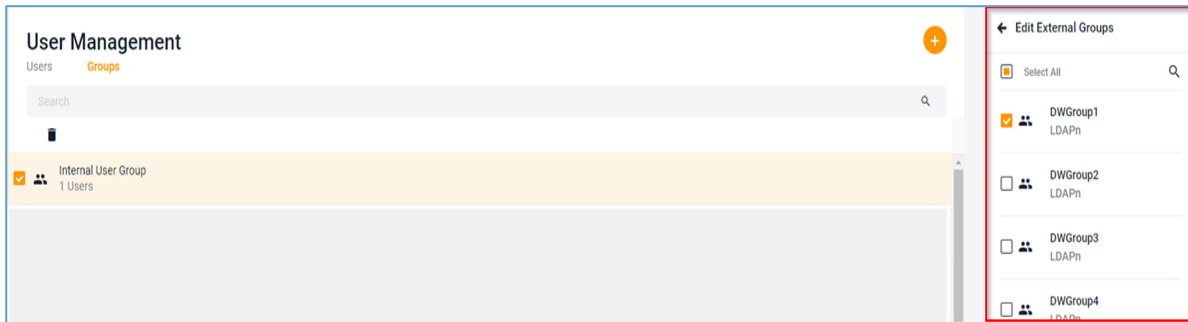 User Management
Users Groups
Search
Internal User Group
1 Users
Edit External Groups
Select All
DWGroup1
LDAPn
DWGroup2
LDAPn
DWGroup3
LDAPn
DWGroup4
LDAPn